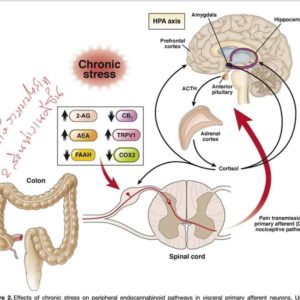 HPA axis
Amygdala
Hippocam
Prefrontal
cortex
Chronic
stress
Anterior
pituitary
ACTH
2-AG
CB₁
AEA
TRPV1
FAAH
COX2
Adrenal
cortex
Cortisol
Colon
Spinal cord
Pain transmission
primary afferent (D
nociceptive pathw
re 2. Effects of chronic stress on peripheral endocannabinoid pathways in visceral primary afferent neurons. U